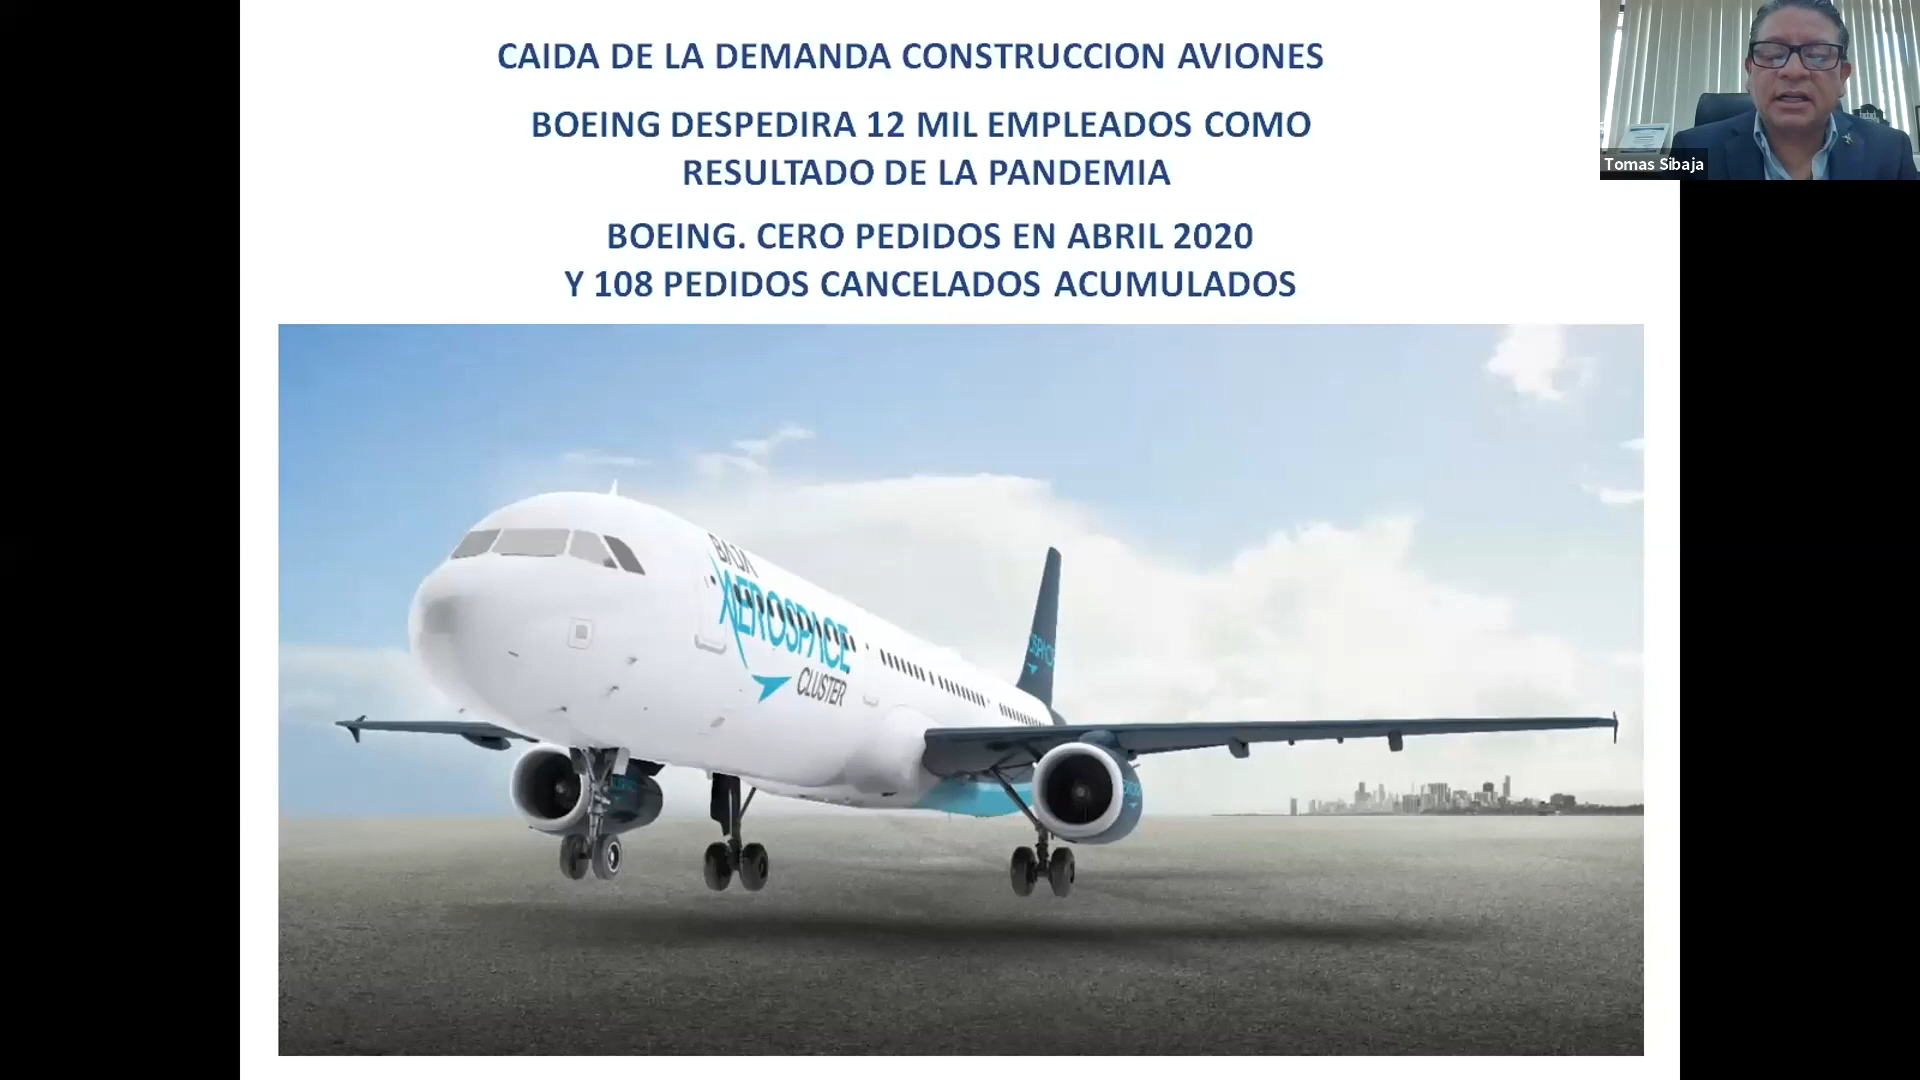 CAIDA DE LA DEMANDA CONSTRUCCION AVIONES
BOEING DESPEDIRA 12 MIL EMPLEADOS COMO
RESULTADO DE LA PANDEMIA
BOEING. CERO PEDIDOS EN ABRIL 2020
Y 108 PEDIDOS CANCELADOS ACUMULADOS
Tomas Sibaja
BAJA
AEROSPACE
CLUSTER